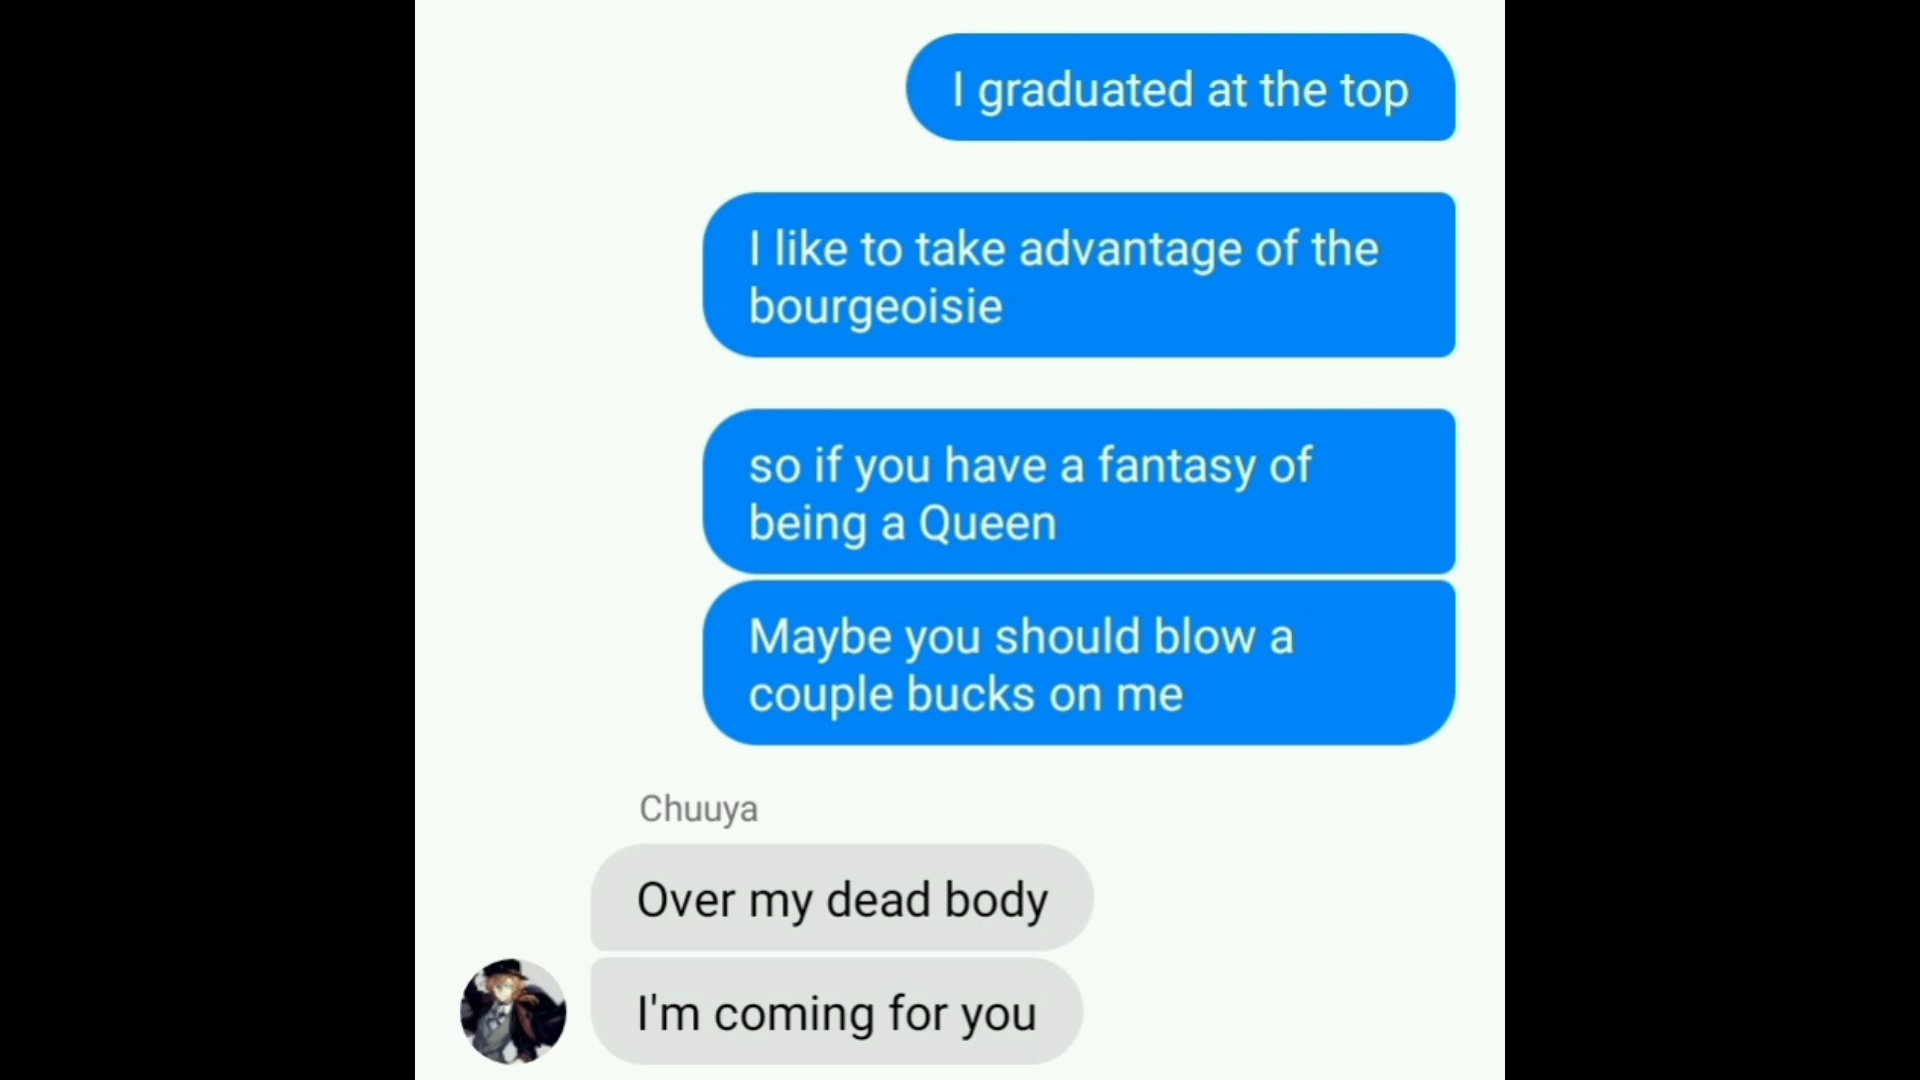 I graduated at the top
I like to take advantage of the
bourgeoisie
so if you have a fantasy of
being a Queen
Maybe you should blow a
couple bucks on me
Chuuya
Over my dead body
I'm coming for you